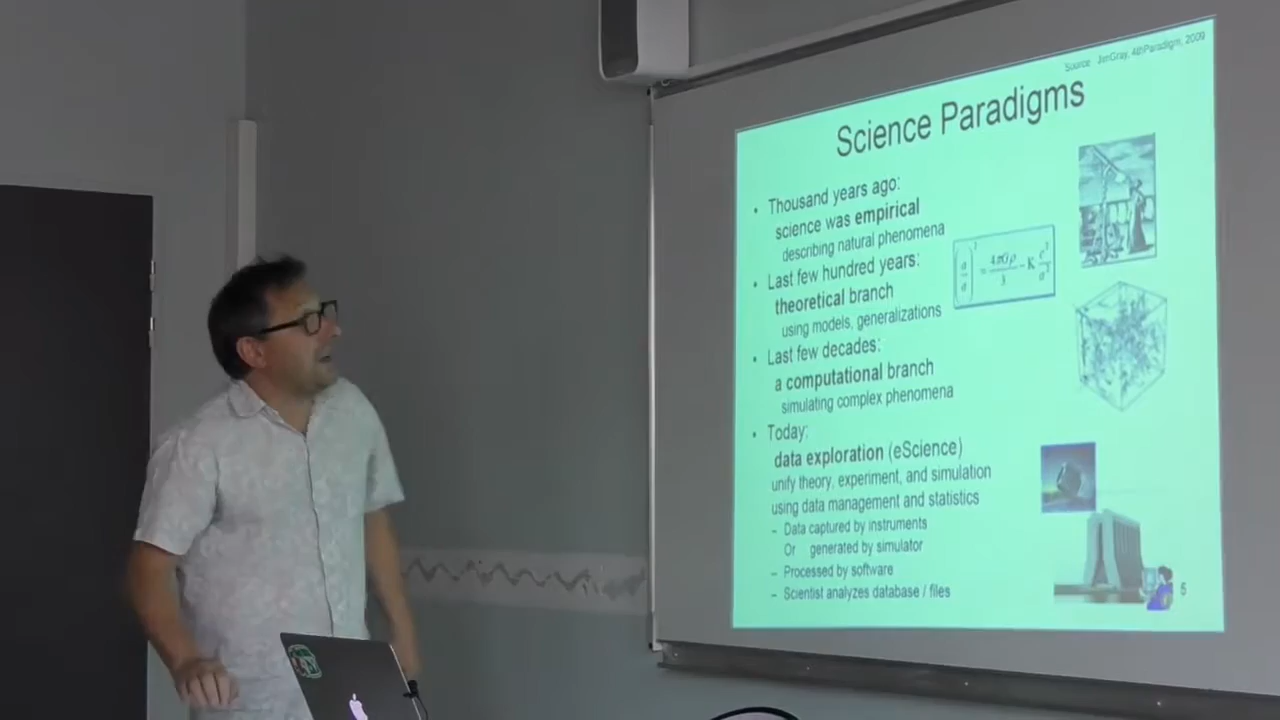 Source: JimGray, 4thParadigm, 2009
Science Paradigms
• Thousand years ago:
science was empirical
describing natural phenomena
• Last few hundred years:
theoretical branch
using models, generalizations
• Last few decades:
a computational branch
simulating complex phenomena
• Today:
data exploration (eScience)
unify theory, experiment, and simulation
using data management and statistics
– Data captured by instruments
Or generated by simulator
– Processed by software
– Scientist analyzes database / files
5